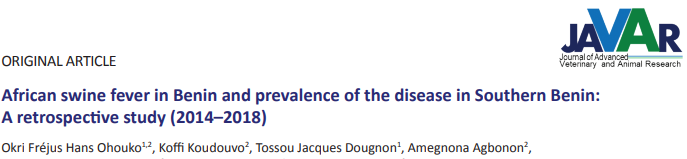 JAVAR
Journal of Advanced
Veterinary and Animal Research
ORIGINAL ARTICLE
African swine fever in Benin and prevalence of the disease in Southern Benin:
A retrospective study (2014–2018)
Okri Fréjus Hans Ohouko1,2, Koffi Koudouvo2, Tossou Jacques Dougnon1, Amegnona Agbonon2,